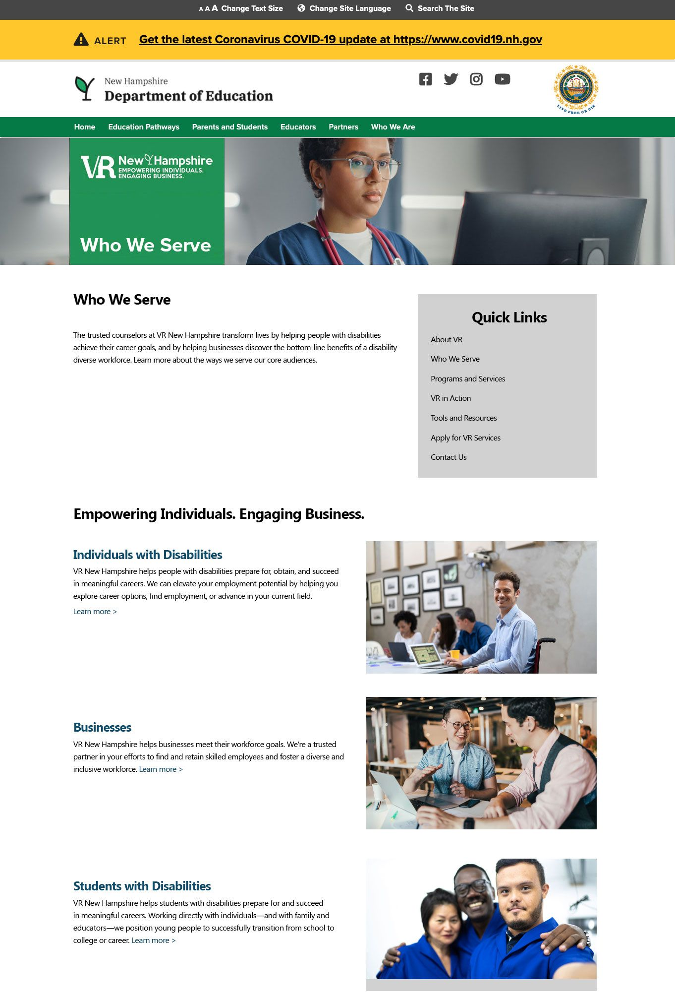 A A A Change Text Size Change Site Language Search The Site
ALERT Get the latest Coronavirus COVID-19 update at https://www.covid19.nh.gov
New Hampshire
Department of Education
LIVE FREE OR DIE
Home Education Pathways Parents and Students Educators Partners Who We Are
VR New Hampshire
EMPOWERING INDIVIDUALS.
ENGAGING BUSINESS.
Who We Serve
Who We Serve
The trusted counselors at VR New Hampshire transform lives by helping people with disabilities
achieve their career goals, and by helping businesses discover the bottom-line benefits of a disability
diverse workforce. Learn more about the ways we serve our core audiences.
Quick Links
About VR
Who We Serve
Programs and Services
VR in Action
Tools and Resources
Apply for VR Services
Contact Us
Empowering Individuals. Engaging Business.
Individuals with Disabilities
VR New Hampshire helps people with disabilities prepare for, obtain, and succeed
in meaningful careers. We can elevate your employment potential by helping you
explore career options, find employment, or advance in your current field.
Learn more >
Businesses
VR New Hampshire helps businesses meet their workforce goals. We’re a trusted
partner in your efforts to find and retain skilled employees and foster a diverse and
inclusive workforce. Learn more >
Students with Disabilities
VR New Hampshire helps students with disabilities prepare for and succeed
in meaningful careers. Working directly with individuals—and with family and
educators—we position young people to successfully transition from school to
college or career. Learn more >